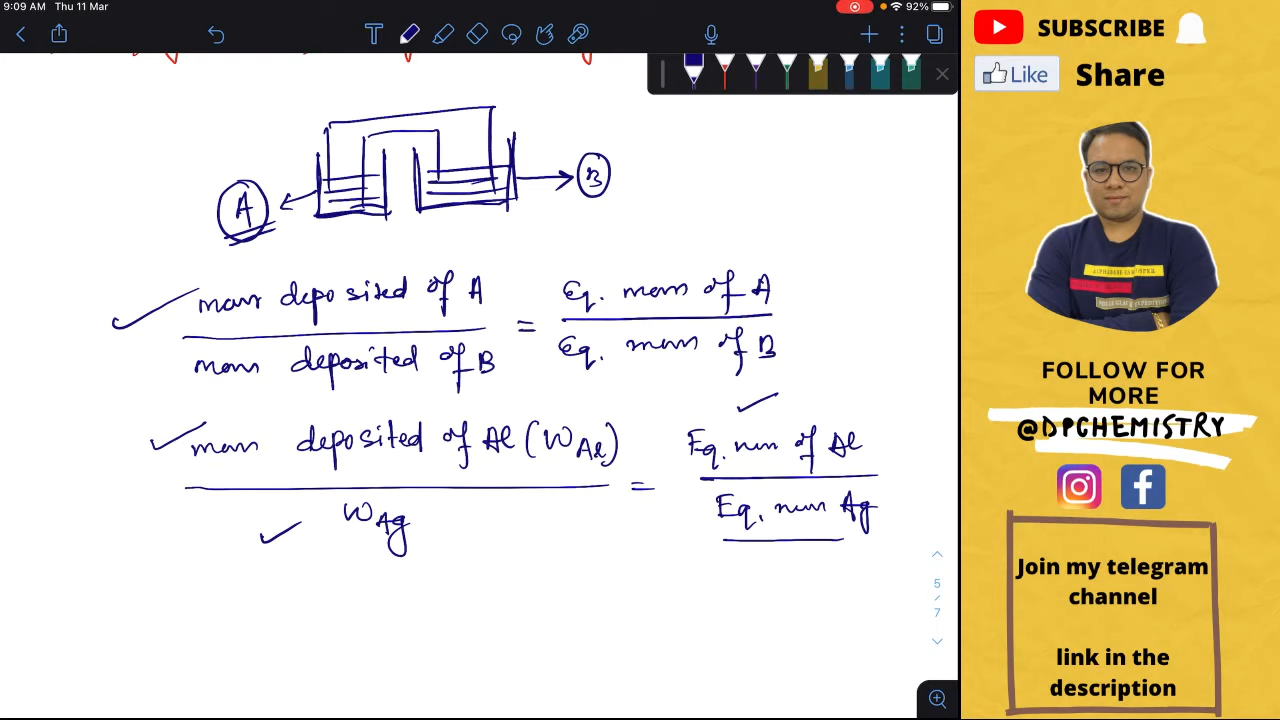 9:09 AM Thu 11 Mar
92%
A
B
mass deposited of A
mass deposited of B
=
Eq. mass of A
Eq. mass of B
mass deposited of Al (WAl)
WAg
=
Eq. mass of Al
Eq. mass Ag
5
/
7
SUBSCRIBE
Like
Share
FOLLOW FOR
MORE
@DPCHEMISTRY
Join my telegram
channel
link in the
description